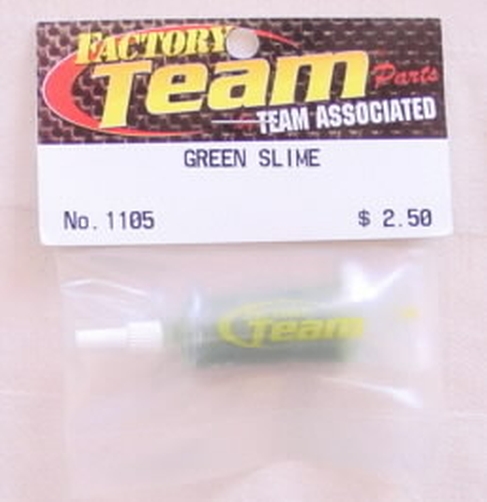 FACTORY
Team Parts
TEAM ASSOCIATED
GREEN SLIME
No. 1105 $ 2.50
Team